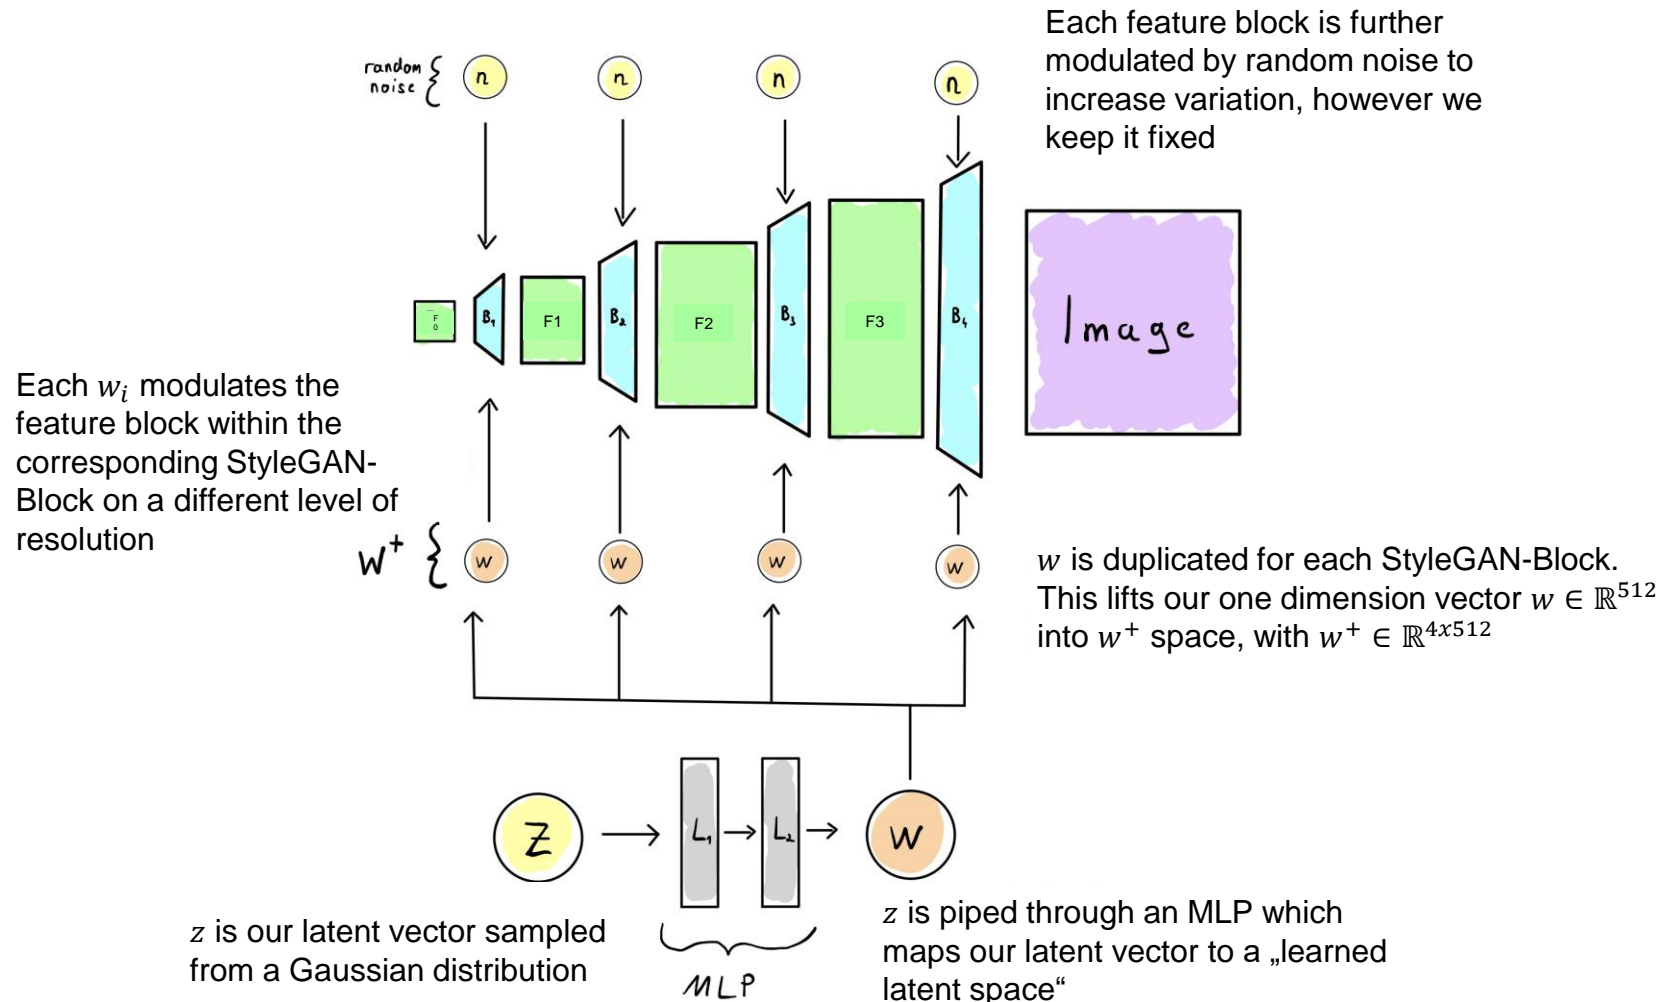 Each feature block is further
modulated by random noise to
increase variation, however we
keep it fixed
random
noise
n
n
n
n
F
0
B₁
F1
B₂
F2
B₃
F3
B₄
Image
Each wᵢ modulates the
feature block within the
corresponding StyleGAN-
Block on a different level of
resolution
W⁺
w
w
w
w
w is duplicated for each StyleGAN-Block.
This lifts our one dimension vector w ∈ ℝ⁵¹²
into w⁺ space, with w⁺ ∈ ℝ⁴ˣ⁵¹²
Z
L₁
L₂
W
z is our latent vector sampled
from a Gaussian distribution
MLP
z is piped through an MLP which
maps our latent vector to a „learned
latent space“